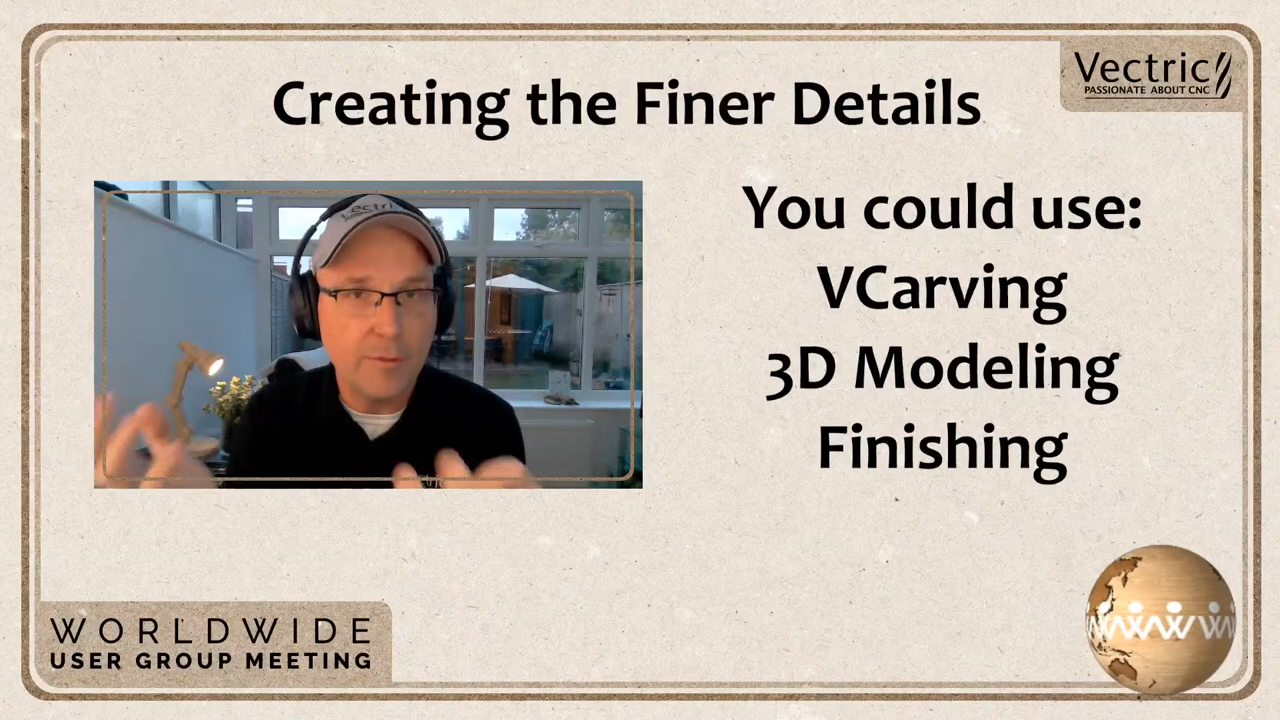 Creating the Finer Details
Vectric
PASSIONATE ABOUT CNC
You could use:
VCarving
3D Modeling
Finishing
WORLDWIDE
USER GROUP MEETING